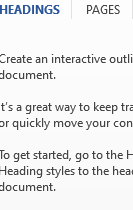 HEADINGS PAGES
Create an interactive outli
document.
t's a great way to keep tra
or quickly move your con
To get started, go to the H
Heading styles to the head
document.